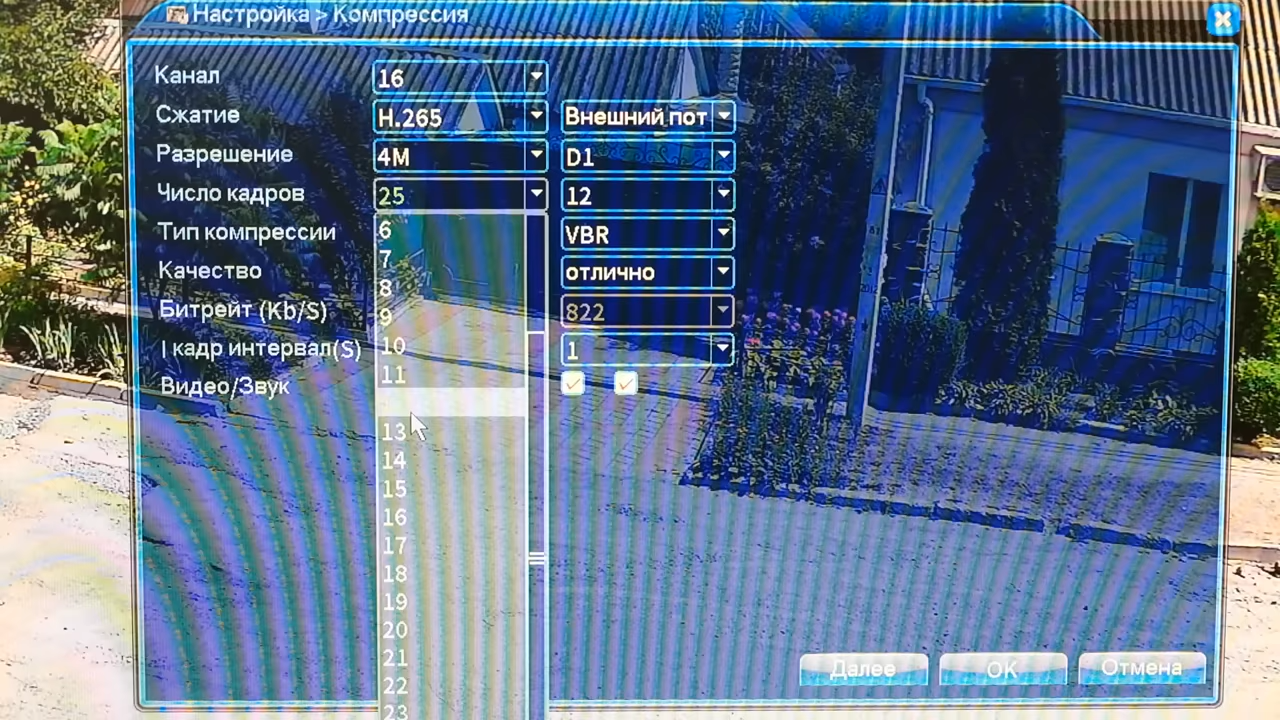 Настройка > Компрессия
Канал 16
Сжатие H.265 Внешний пот
Разрешение 4M D1
Число кадров 25 12
Тип компрессии VBR
Качество отлично
Битрейт (Kb/S) 822
I кадр интервал(S) 1
Видео/Звук
6
7
8
9
10
11
13
14
15
16
17
18
19
20
21
22
23
Далее OK Отмена